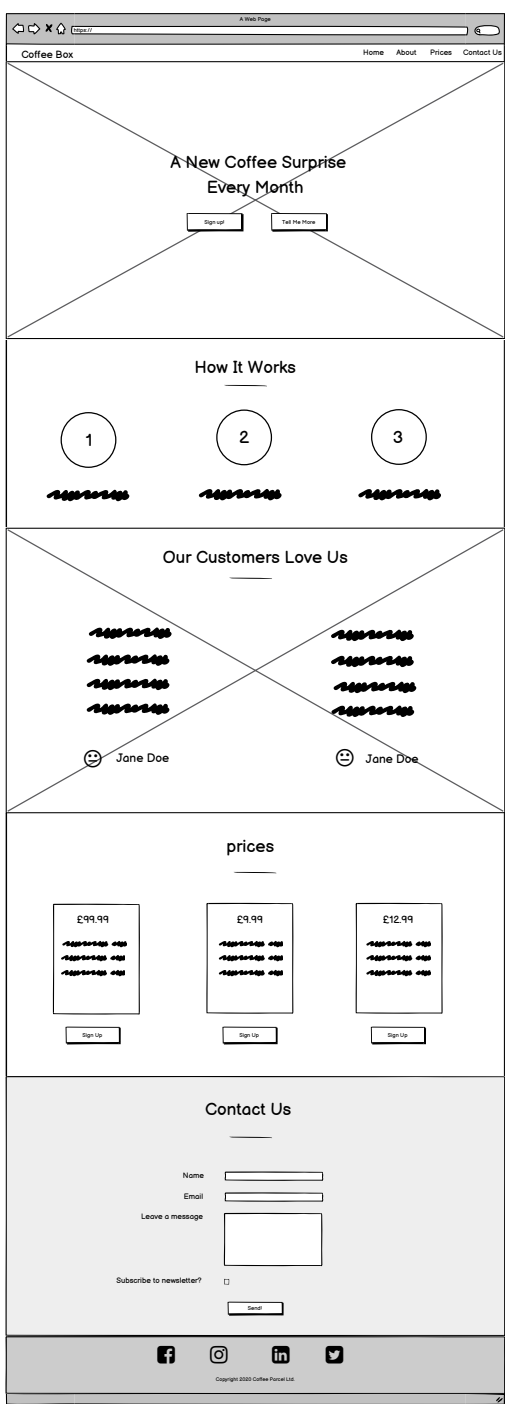 A Web Page
https://
Coffee Box
Home About Prices Contact Us
A New Coffee Surprise
Every Month
Sign up! Tell Me More
How It Works
1 2 3
Our Customers Love Us
Jane Doe Jane Doe
prices
£99.99 £9.99 £12.99
Sign Up Sign Up Sign Up
Contact Us
Name
Email
Leave a message
Subscribe to newsletter?
Send!
Copyright 2020 Coffee Parcel Ltd.